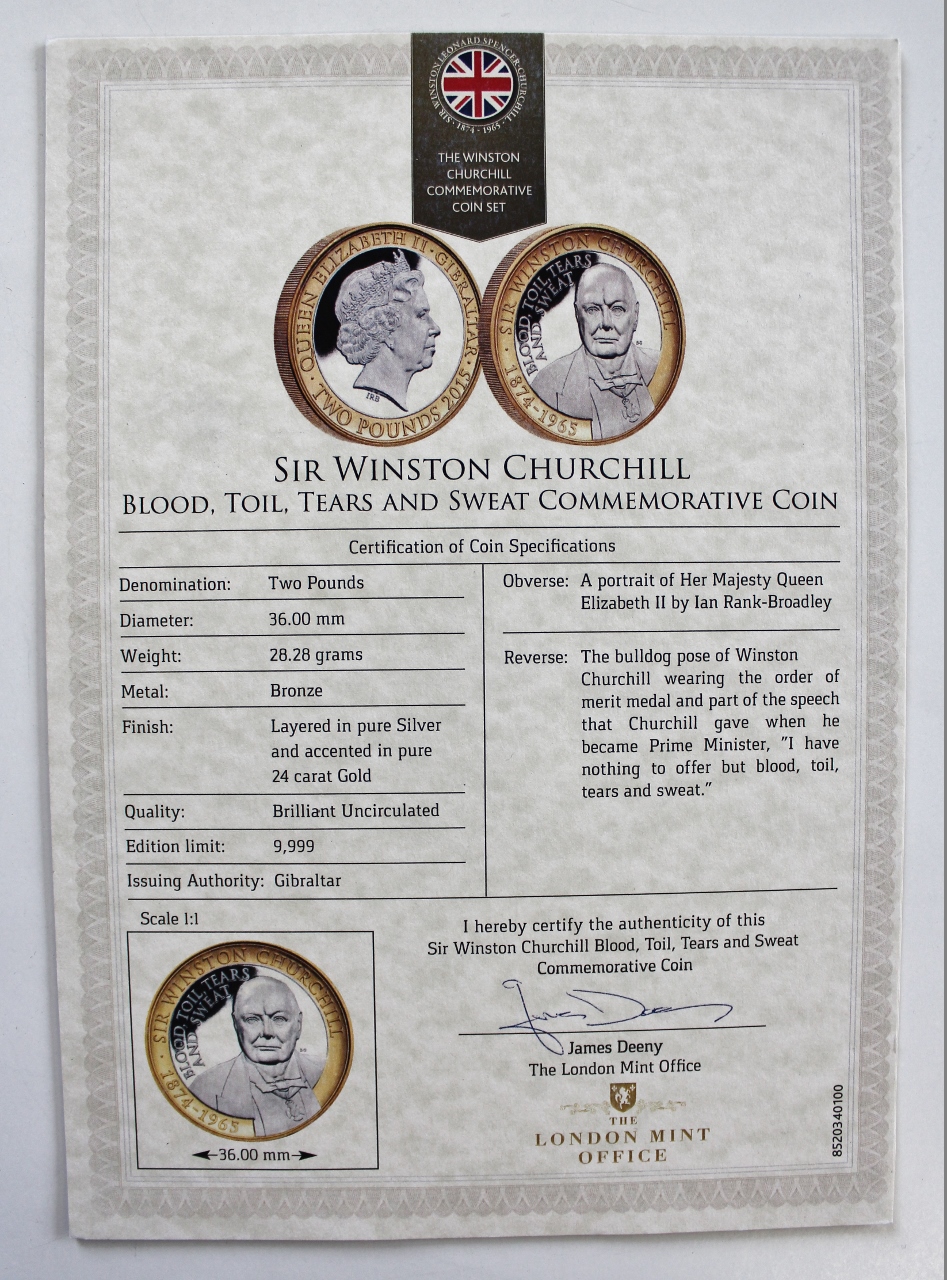 SIR WINSTON LEONARD SPENCER-CHURCHILL
· 1874 - 1965 ·
THE WINSTON
CHURCHILL
COMMEMORATIVE
COIN SET
QUEEN ELIZABETH II · GIBRALTAR ·
· TWO POUNDS 2015 ·
IRB
· SIR WINSTON CHURCHILL
BLOOD, TOIL, TEARS
AND SWEAT
1874-1965
SIR WINSTON CHURCHILL
BLOOD, TOIL, TEARS AND SWEAT COMMEMORATIVE COIN
Certification of Coin Specifications
Denomination: Two Pounds
Diameter: 36.00 mm
Weight: 28.28 grams
Metal: Bronze
Finish: Layered in pure Silver
and accented in pure
24 carat Gold
Quality: Brilliant Uncirculated
Edition limit: 9,999
Issuing Authority: Gibraltar
Obverse: A portrait of Her Majesty Queen
Elizabeth II by Ian Rank-Broadley
Reverse: The bulldog pose of Winston
Churchill wearing the order of
merit medal and part of the speech
that Churchill gave when he
became Prime Minister, "I have
nothing to offer but blood, toil,
tears and sweat."
Scale 1:1
· SIR WINSTON CHURCHILL
BLOOD, TOIL, TEARS
AND SWEAT
1874-1965
36.00 mm
I hereby certify the authenticity of this
Sir Winston Churchill Blood, Toil, Tears and Sweat
Commemorative Coin
James Deeny
James Deeny
The London Mint Office
THE
LONDON MINT
OFFICE
8520340100